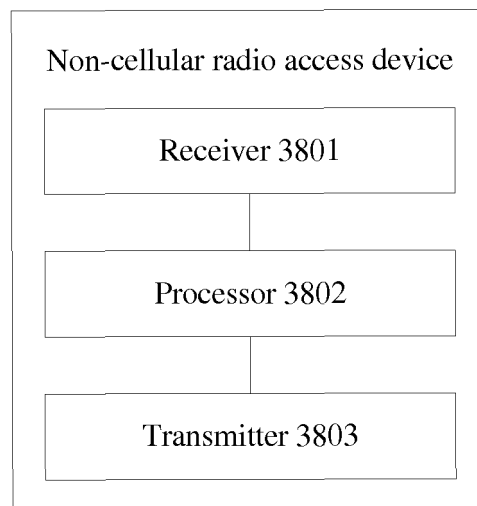 Non-cellular radio access device
Receiver 3801
Processor 3802
Transmitter 3803